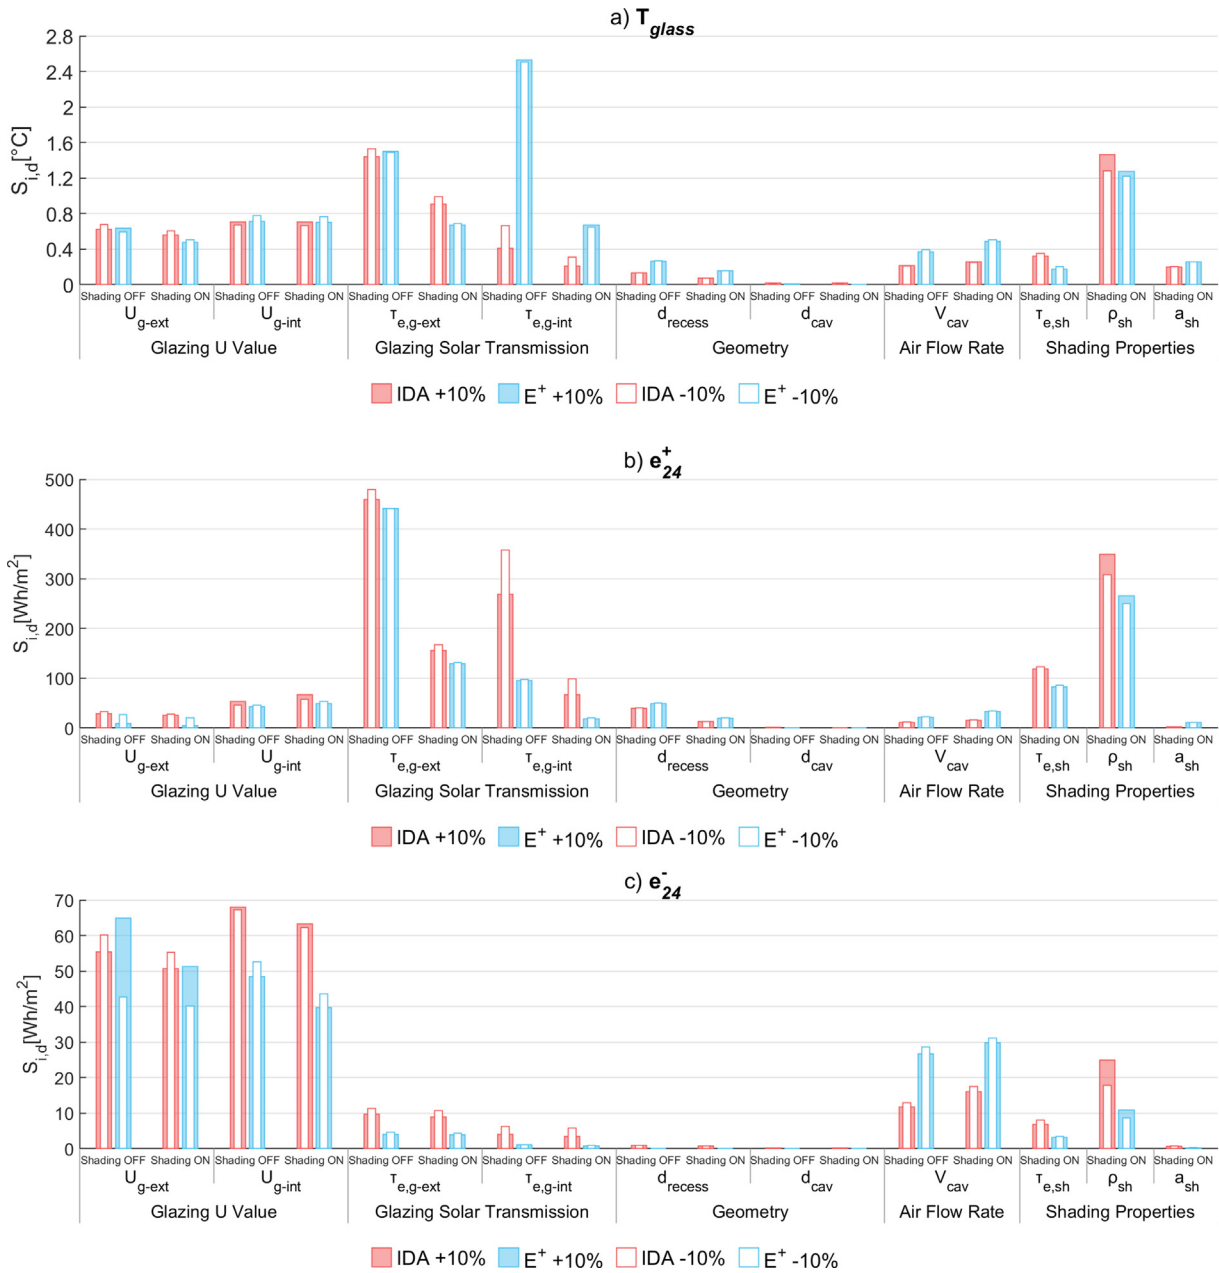 a) T_glass
2.8
2.4
2
1.6
1.2
0.8
0.4
0
S_i,d[°C]
Shading OFF Shading ON Shading OFF Shading ON Shading OFF Shading ON Shading OFF Shading ON Shading OFF Shading ON Shading OFF Shading ON Shading OFF Shading ON Shading ON Shading ON Shading ON
U_g-ext U_g-int τ_e,g-ext τ_e,g-int d_recess d_cav V_cav τ_e,sh ρ_sh a_sh
Glazing U Value Glazing Solar Transmission Geometry Air Flow Rate Shading Properties
IDA +10% E^+ +10% IDA -10% E^+ -10%
b) e_24^+
500
400
300
200
100
0
S_i,d[Wh/m²]
Shading OFF Shading ON Shading OFF Shading ON Shading OFF Shading ON Shading OFF Shading ON Shading OFF Shading ON Shading OFF Shading ON Shading OFF Shading ON Shading ON Shading ON Shading ON
U_g-ext U_g-int τ_e,g-ext τ_e,g-int d_recess d_cav V_cav τ_e,sh ρ_sh a_sh
Glazing U Value Glazing Solar Transmission Geometry Air Flow Rate Shading Properties
IDA +10% E^+ +10% IDA -10% E^+ -10%
c) e_24^-
70
60
50
40
30
20
10
0
S_i,d[Wh/m²]
Shading OFF Shading ON Shading OFF Shading ON Shading OFF Shading ON Shading OFF Shading ON Shading OFF Shading ON Shading OFF Shading ON Shading OFF Shading ON Shading ON Shading ON Shading ON
U_g-ext U_g-int τ_e,g-ext τ_e,g-int d_recess d_cav V_cav τ_e,sh ρ_sh a_sh
Glazing U Value Glazing Solar Transmission Geometry Air Flow Rate Shading Properties
IDA +10% E^+ +10% IDA -10% E^+ -10%